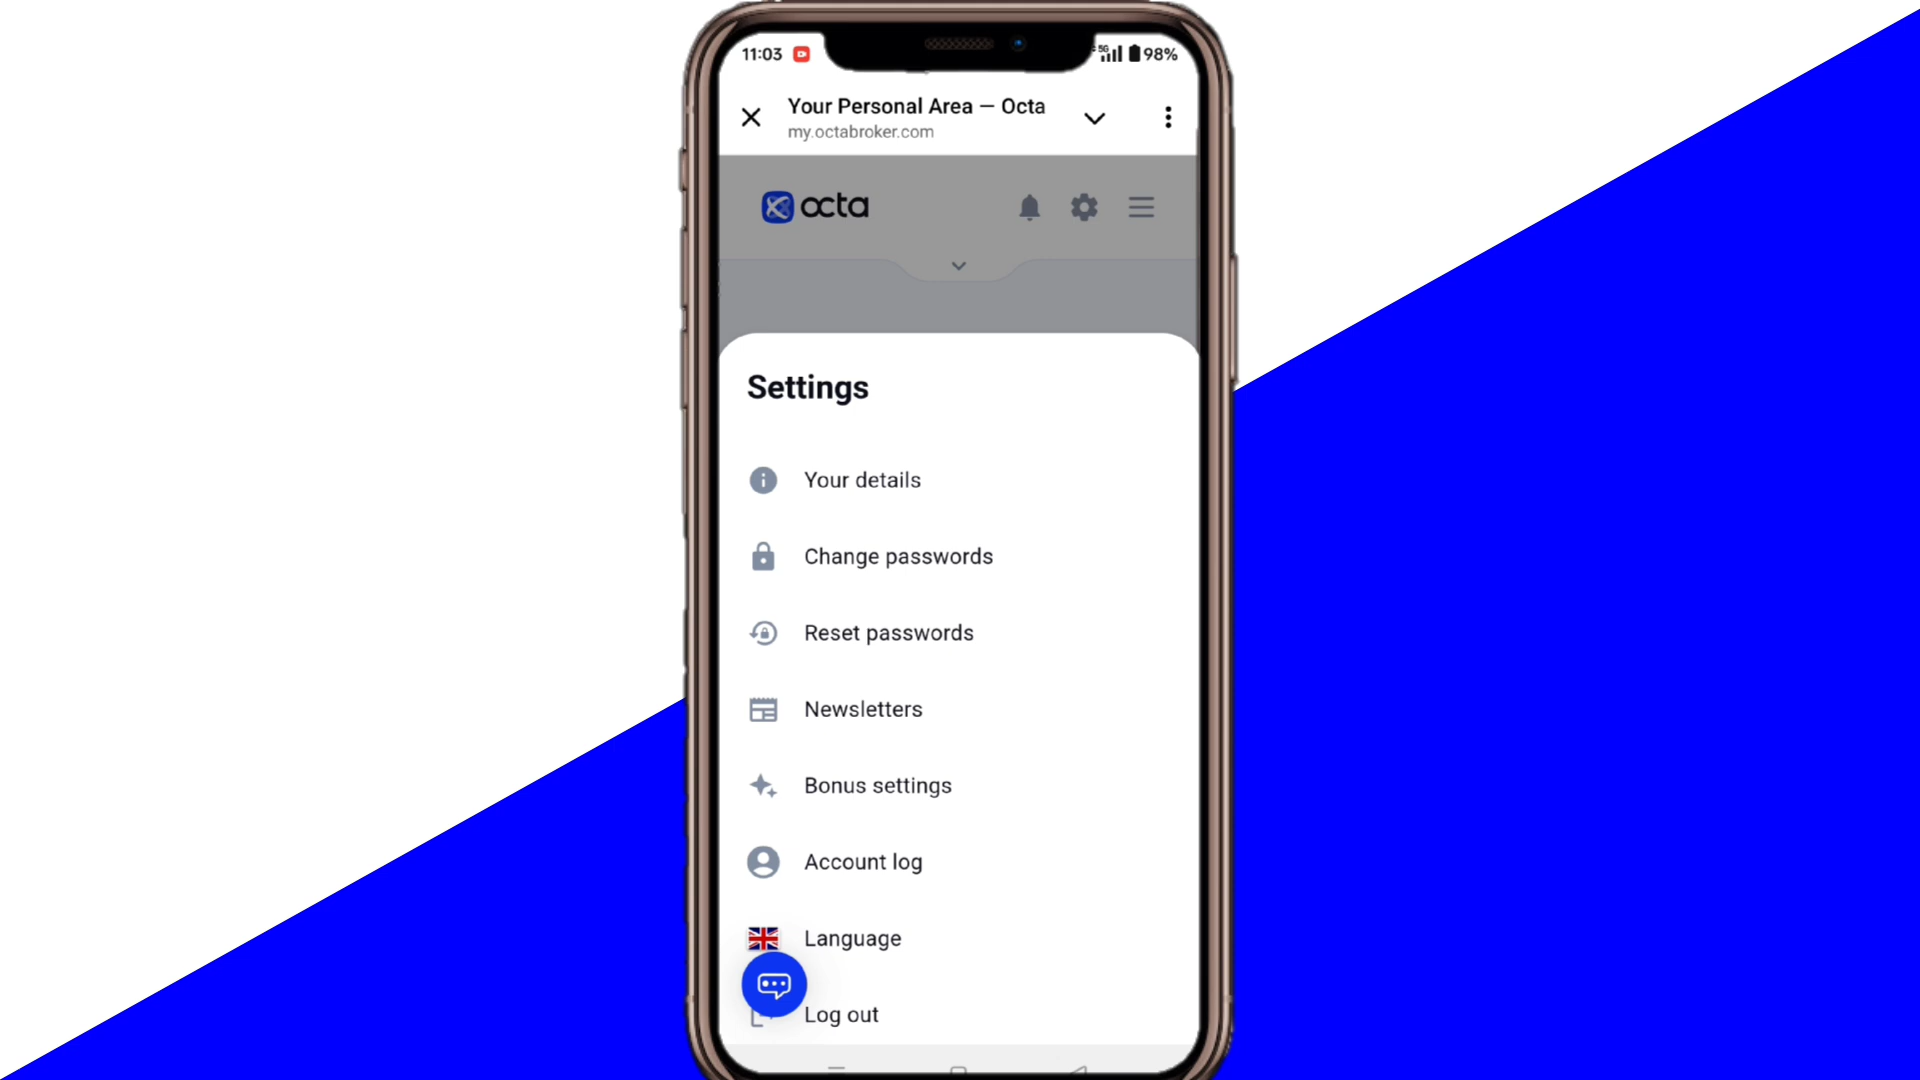 11:03
5G
98%
Your Personal Area — Octa
my.octabroker.com
octa
Settings
Your details
Change passwords
Reset passwords
Newsletters
Bonus settings
Account log
Language
Log out